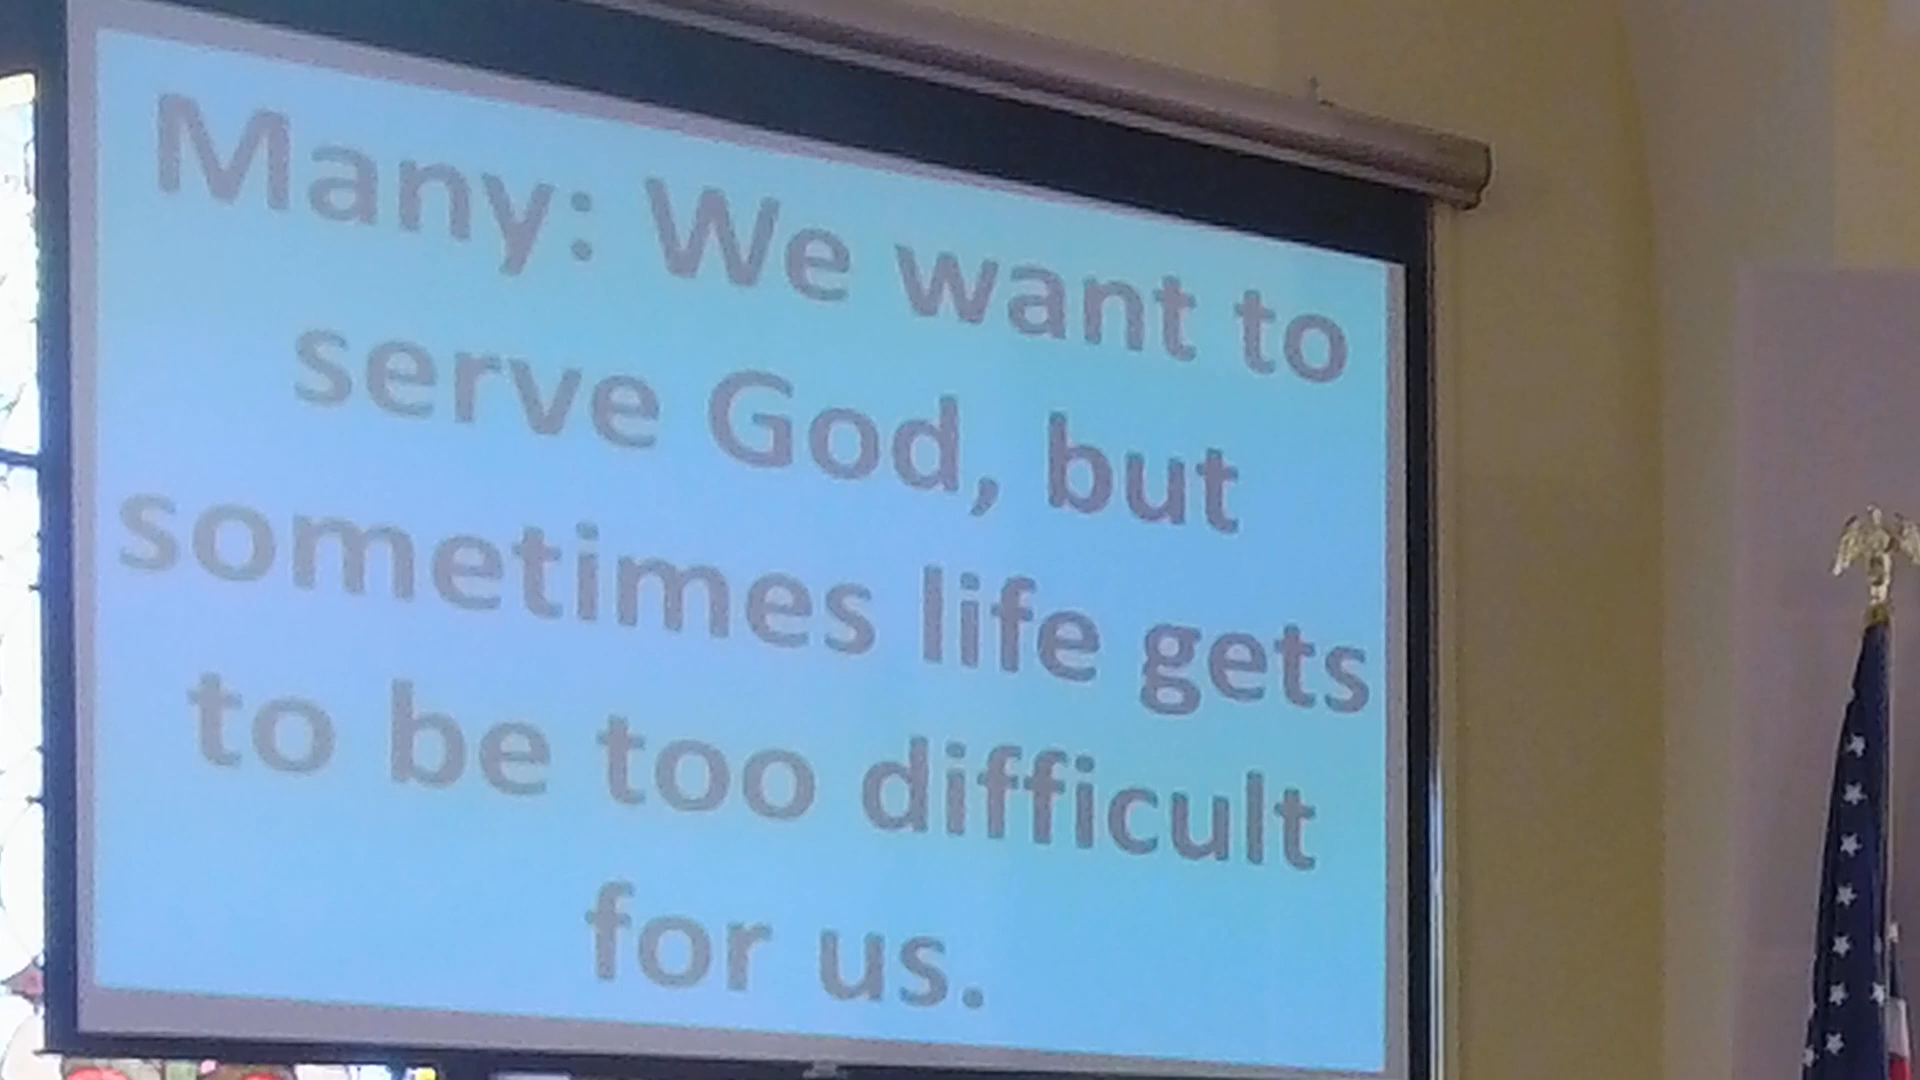 Many: We want to
serve God, but
sometimes life gets
to be too difficult
for us.